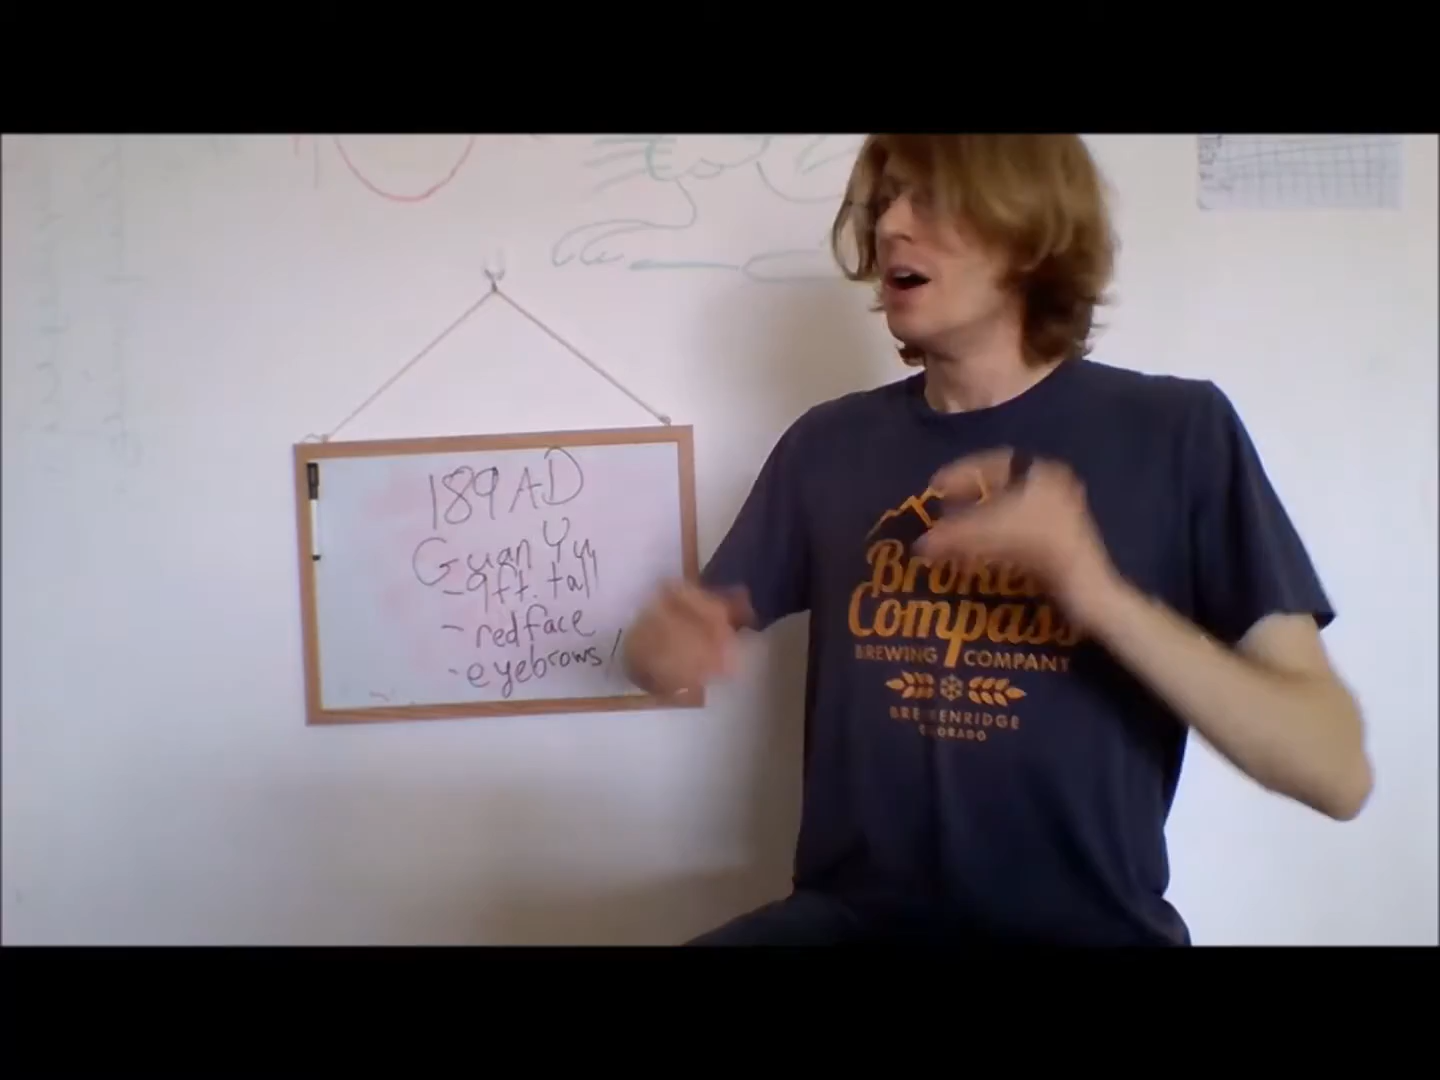 189 AD
Guan Yu
- 9ft. tall
- red face
- eyebrows
Broken
Compass
BREWING COMPANY
BRECKENRIDGE
COLORADO